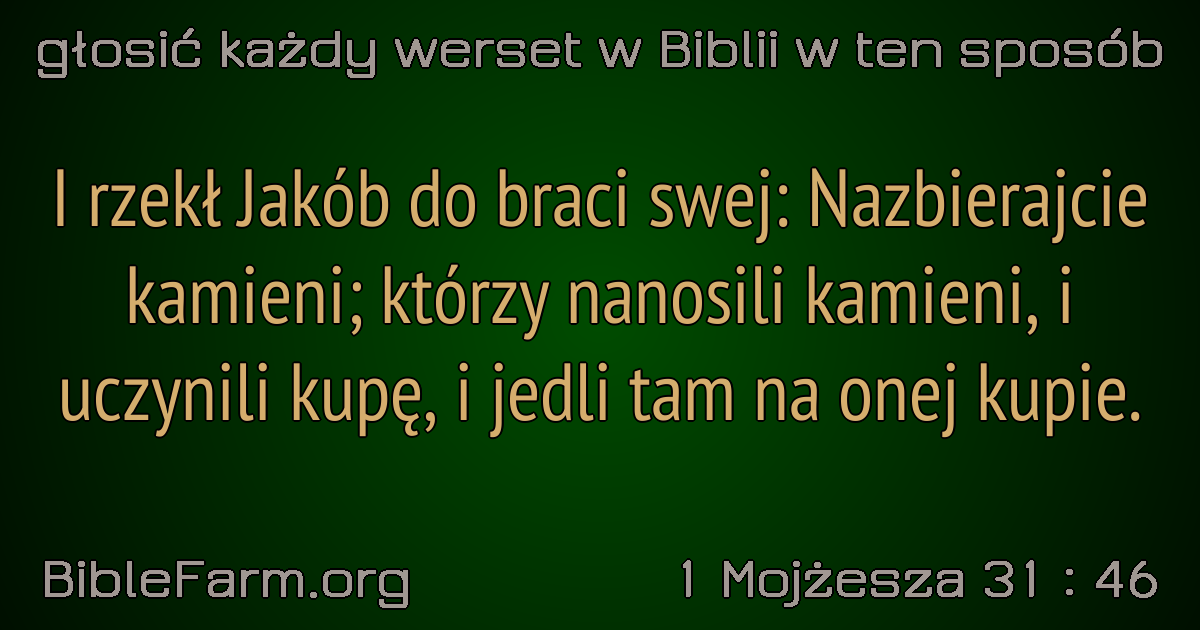 głosić każdy werset w Biblii w ten sposób
I rzekł Jakób do braci swej: Nazbierajcie
kamieni; którzy nanosili kamieni, i
uczynili kupę, i jedli tam na onej kupie.
BibleFarm.org
1 Mojżesza 31 : 46